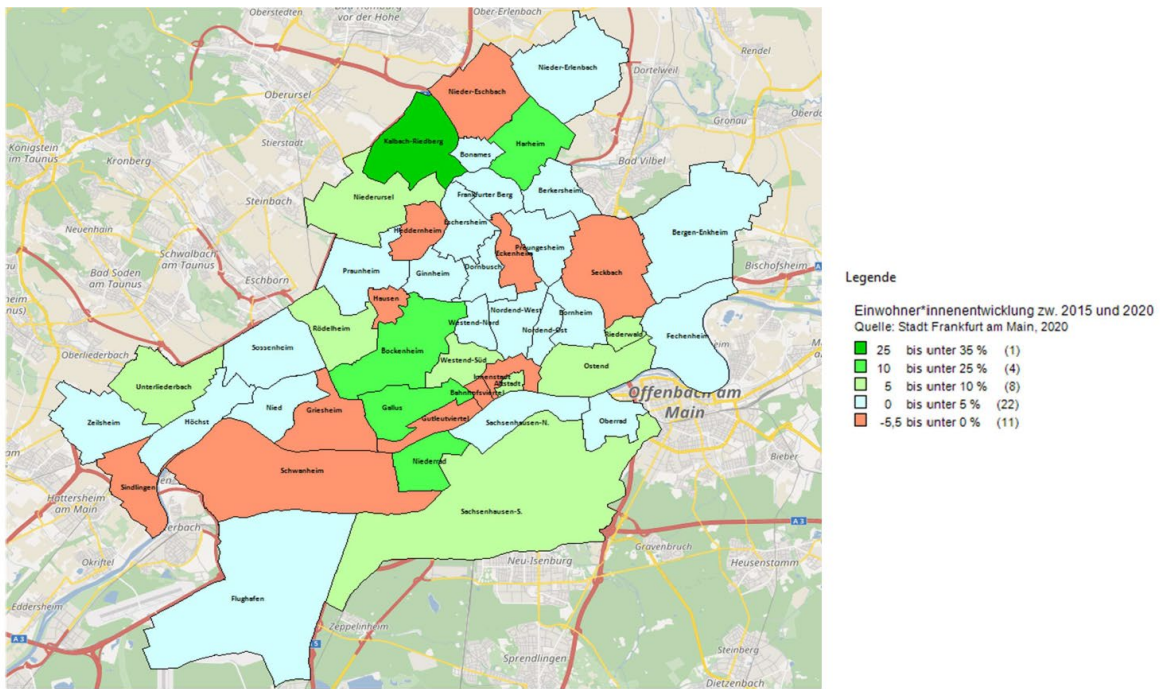 Oberstedten
vor der Höhe
Ober-Erlenbach
Rendel
Nieder-Erlenbach
Dortelweil
Nieder-Eschbach
Oberursel
Gronau
Königstein
im Taunus
Kronberg
Stierstadt
Kalbach-Riedberg
Harheim
Bonames
Bad Vilbel
Steinbach
Niederursel
Frankfurter Berg
Berkersheim
Neuenhain
Heddernheim
Eschersheim
Bergen-Enkheim
Schwalbach
am Taunus
Eckenheim
Preungesheim
Bad Soden
am Taunus
Eschborn
Praunheim
Ginnheim
Dornbusch
Seckbach
Bischofsheim
Hausen
Nordend-West
Bornheim
Rödelheim
Westend-Nord
Nordend-Ost
Riederwald
Fechenheim
Oberliederbach
Sossenheim
Bockenheim
Westend-Süd
Ostend
Unterliederbach
Innenstadt
Altstadt
Bahnhofsviertel
Offenbach am
Main
Zeilsheim
Höchst
Nied
Griesheim
Gallus
Gutleutviertel
Sachsenhausen-N.
Oberrad
Niederrad
Schwanheim
Bieber
Sindlingen
Hattersheim
am Main
Sachsenhausen-S.
A 3
Okriftel
Neu-Isenburg
Gravenbruch
Heusenstamm
Eddersheim
Flughafen
Zeppelinheim
A 3
Steinberg
Sprendlingen
Dietzenbach
Legende
Einwohner*innenentwicklung zw. 2015 und 2020
Quelle: Stadt Frankfurt am Main, 2020
25 bis unter 35 % (1)
10 bis unter 25 % (4)
5 bis unter 10 % (8)
0 bis unter 5 % (22)
-5,5 bis unter 0 % (11)